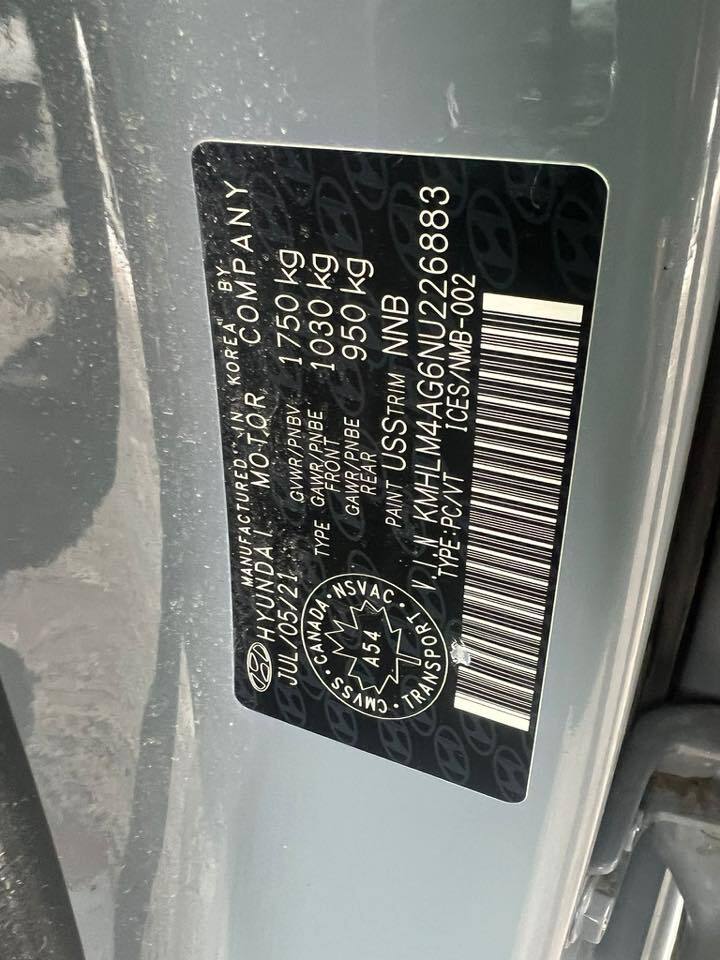 MANUFACTURED IN KOREA BY
HYUNDAI MOTOR COMPANY
JUL/05/21 GVWR/PNBV 1750 kg
TYPE GAWR/PNBE 1030 kg
FRONT
GAWR/PNBE 950 kg
REAR
PAINT USS TRIM NNB
CANADA · NSVAC · TRANSPORT · CMVSS ·
A54
V.I.N KMHLM4AG6NU226883
TYPE:PC/VT ICES/NMB-002